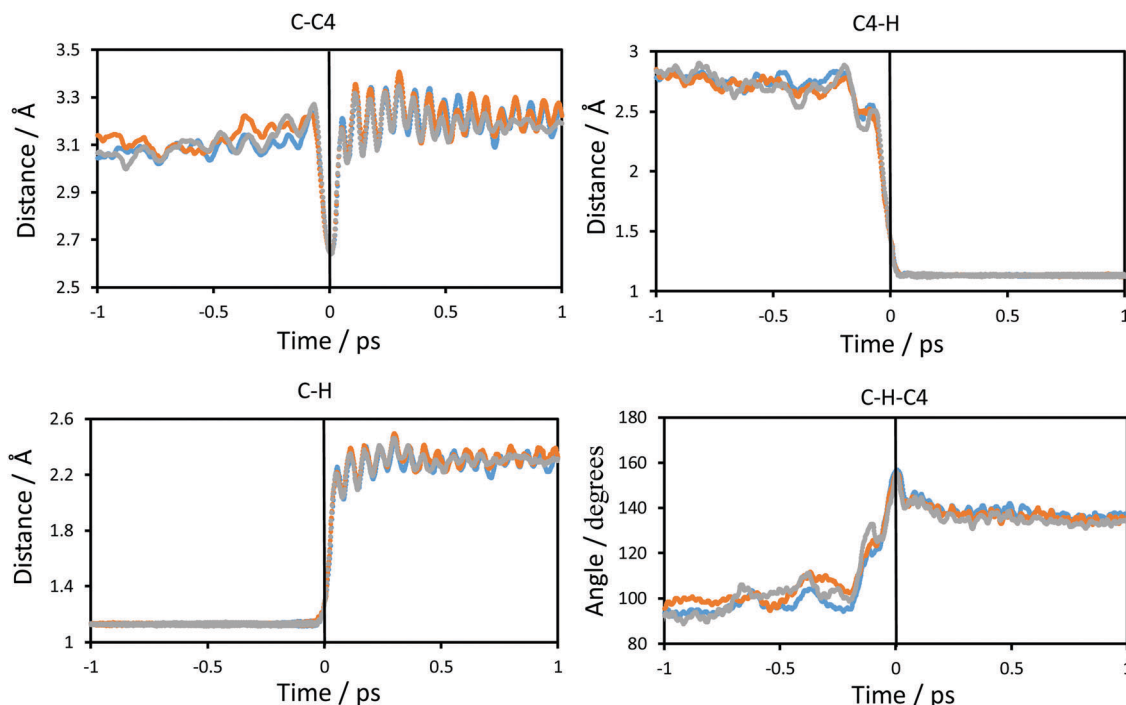 C-C4
3.5
3.3
3.1
2.9
2.7
2.5
Distance / Å
-1 -0.5 0 0.5 1
Time / ps
C4-H
3
2.5
2
1.5
1
Distance / Å
-1 -0.5 0 0.5 1
Time / ps
C-H
2.6
2.2
1.8
1.4
1
Distance / Å
-1 -0.5 0 0.5 1
Time / ps
C-H-C4
180
160
140
120
100
80
Angle / degrees
-1 -0.5 0 0.5 1
Time / ps